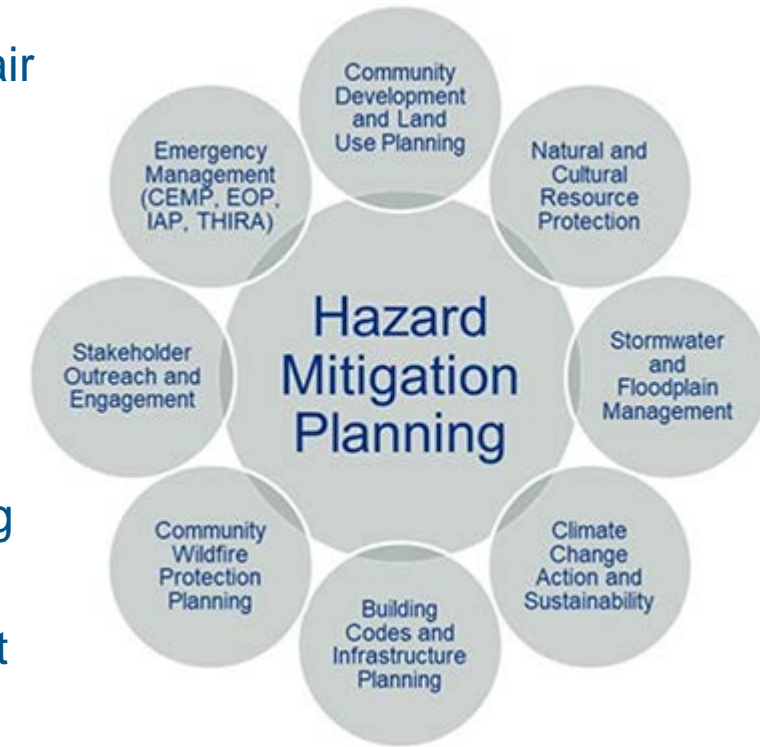 Community
Development
and Land
Use Planning
Emergency
Management
(CEMP, EOP,
IAP, THIRA)
Natural and
Cultural
Resource
Protection
Hazard
Mitigation
Planning
Stakeholder
Outreach and
Engagement
Stormwater
and
Floodplain
Management
Community
Wildfire
Protection
Planning
Climate
Change
Action and
Sustainability
Building
Codes and
Infrastructure
Planning